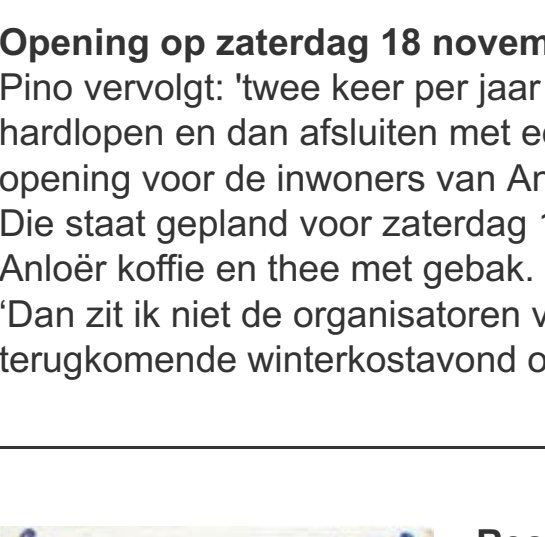 Opening op zaterdag 18 novem
Pino vervolgt: 'twee keer per jaar
hardlopen en dan afsluiten met e
opening voor de inwoners van An
Die staat gepland voor zaterdag 1
Anloër koffie en thee met gebak.
‘Dan zit ik niet de organisatoren v
terugkomende winterkostavond o